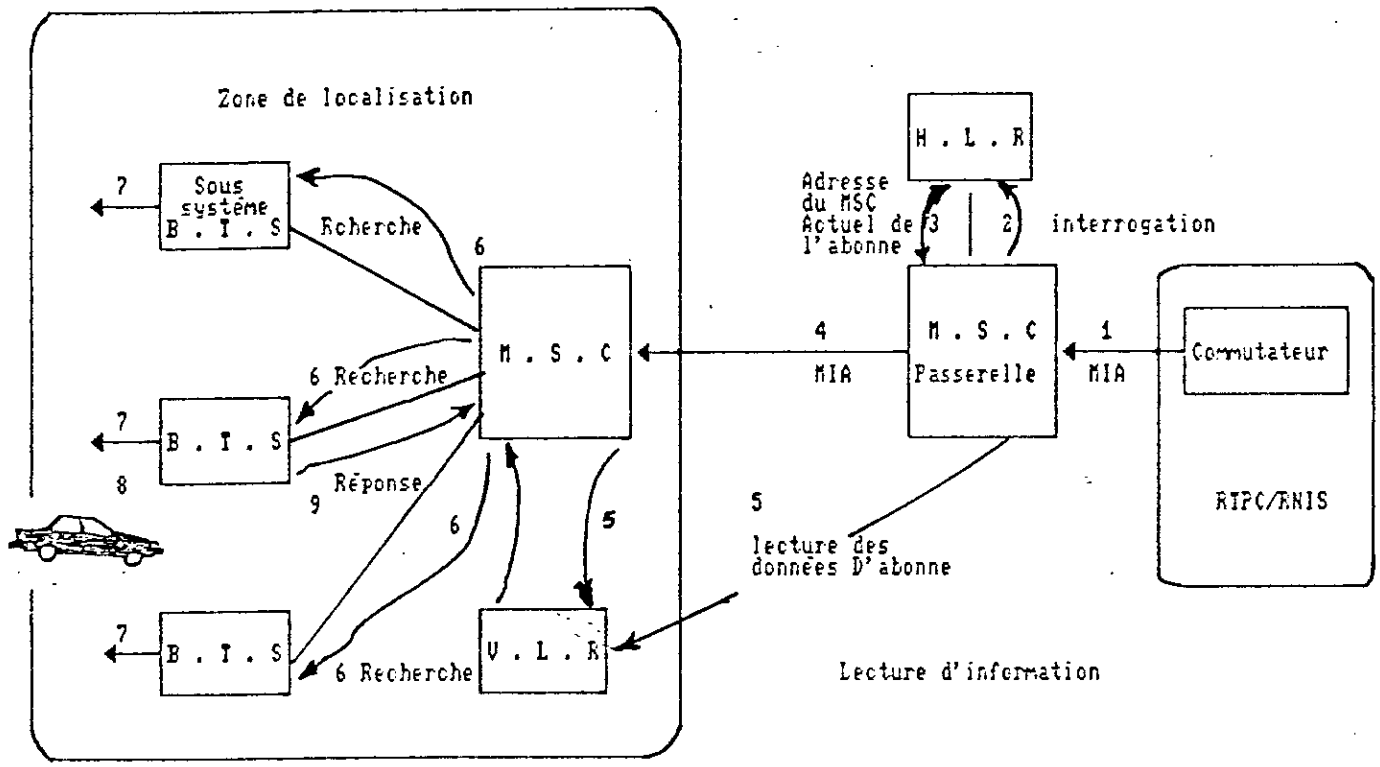 Zone de localisation
H . L . R
7
Sous
système
B . T . S
Rcherche
6
Adresse
du MSC
Actuel de
l'abonne
3
2
interrogation
M . S . C
4
MIA
M . S . C
Passerelle
1
MIA
Commutateur
6 Recherche
7
B . T . S
8
9
Réponse
6
5
5
lecture des
données D'abonne
RTPC/RNIS
7
B . T . S
6 Recherche
V . L . R
Lecture d'information